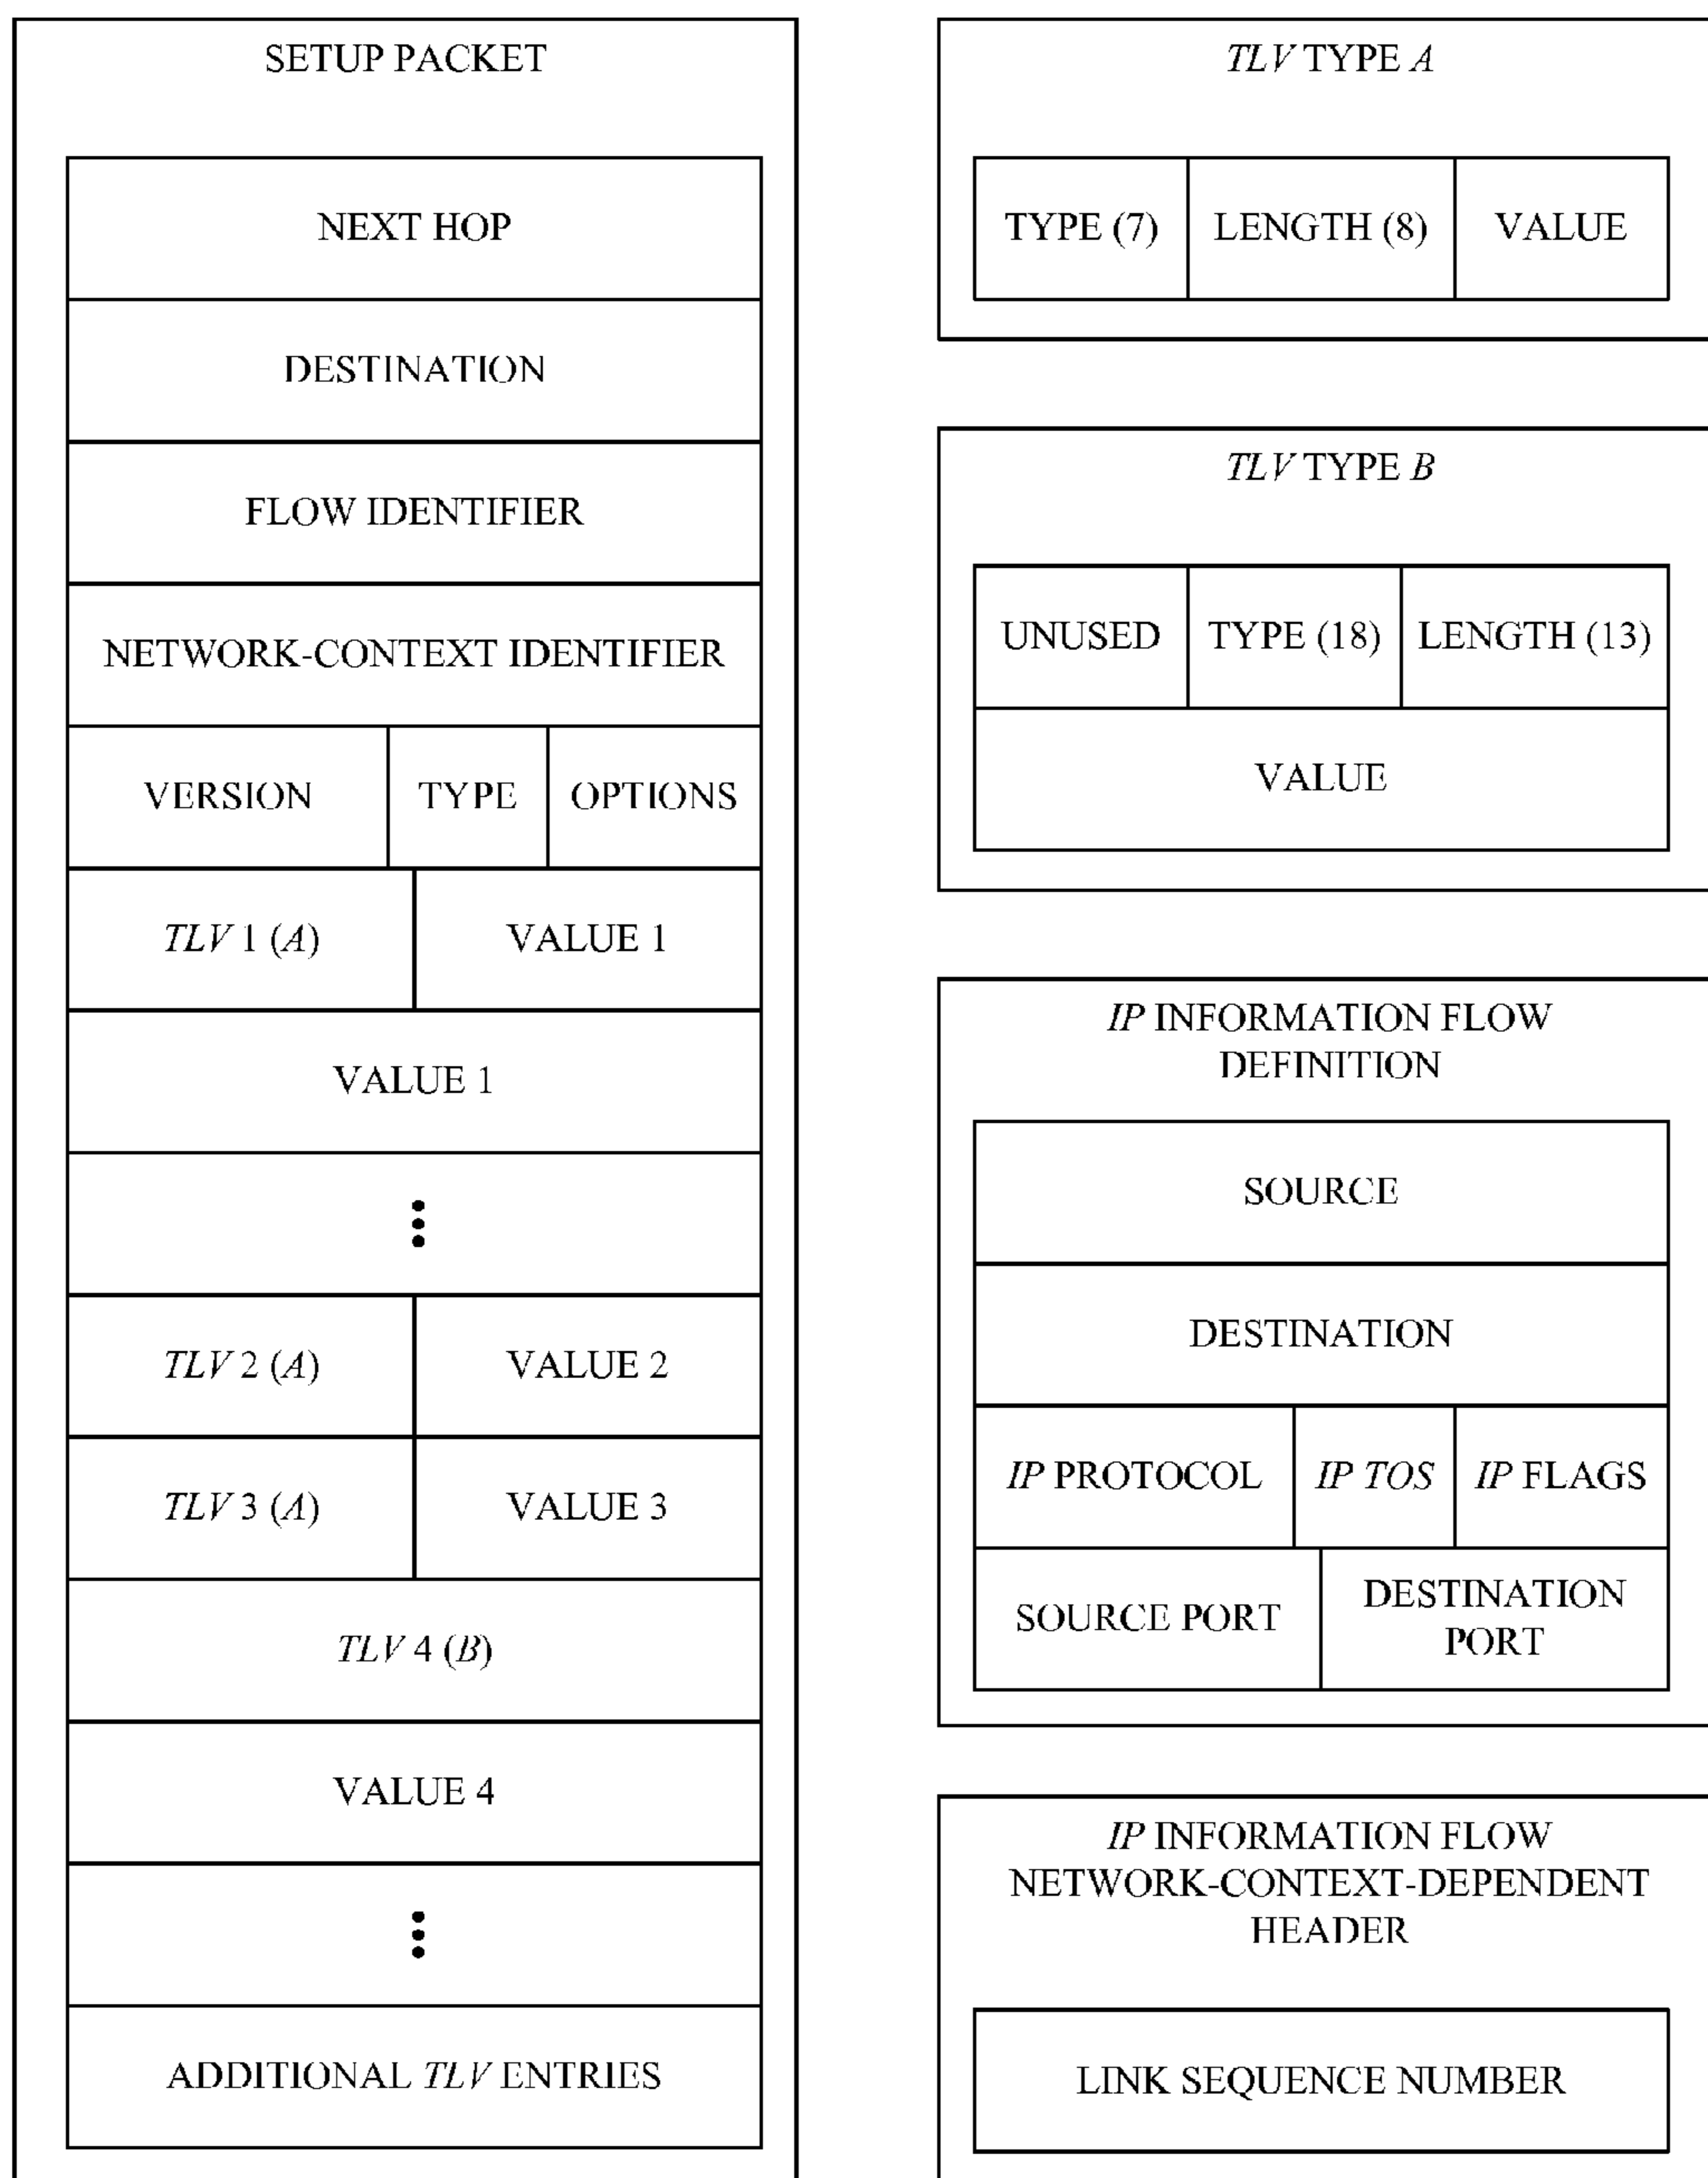 SETUP PACKET
NEXT HOP
DESTINATION
FLOW IDENTIFIER
NETWORK-CONTEXT IDENTIFIER
VERSION TYPE OPTIONS
TLV 1 (A) VALUE 1
VALUE 1
TLV 2 (A) VALUE 2
TLV 3 (A) VALUE 3
TLV 4 (B)
VALUE 4
ADDITIONAL TLV ENTRIES
TLV TYPE A
TYPE (7) LENGTH (8) VALUE
TLV TYPE B
UNUSED TYPE (18) LENGTH (13)
VALUE
IP INFORMATION FLOW
DEFINITION
SOURCE
DESTINATION
IP PROTOCOL IP TOS IP FLAGS
SOURCE PORT DESTINATION
PORT
IP INFORMATION FLOW
NETWORK-CONTEXT-DEPENDENT
HEADER
LINK SEQUENCE NUMBER